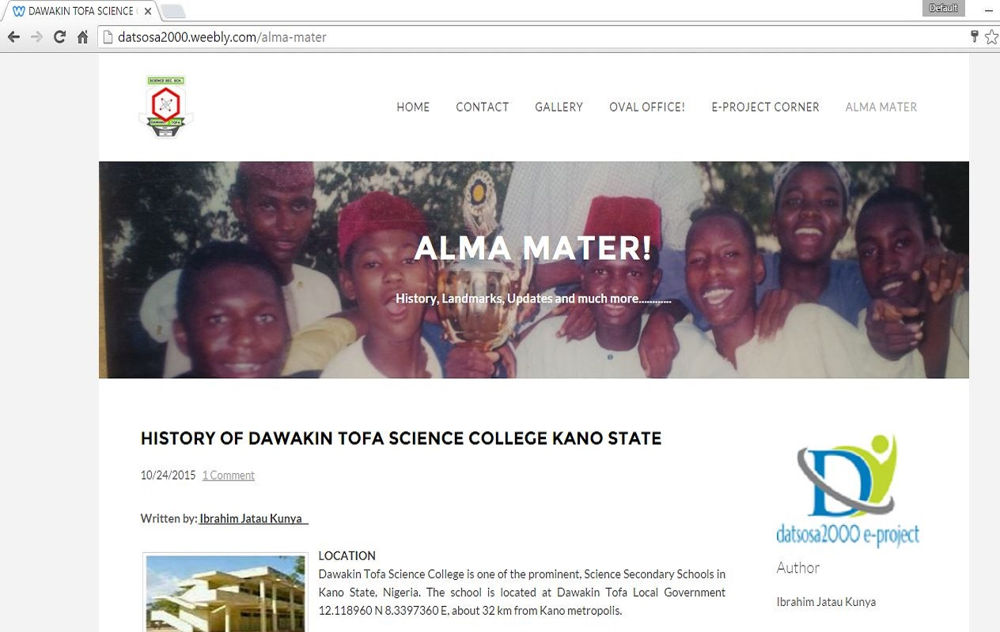 DAWAKIN TOFA SCIENCE
Default
datsosa2000.weebly.com/alma-mater
SCIENCE SEC. SCH.
DAWAKIN TOFA
HOME CONTACT GALLERY OVAL OFFICE! E-PROJECT CORNER ALMA MATER
ALMA MATER!
History, Landmarks, Updates and much more............
HISTORY OF DAWAKIN TOFA SCIENCE COLLEGE KANO STATE
10/24/2015 1 Comment
Written by: Ibrahim Jatau Kunya
LOCATION
Dawakin Tofa Science College is one of the prominent, Science Secondary Schools in
Kano State, Nigeria. The school is located at Dawakin Tofa Local Government
12.118960 N 8.3397360 E, about 32 km from Kano metropolis.
D
datsosa2000 e-project
Author
Ibrahim Jatau Kunya